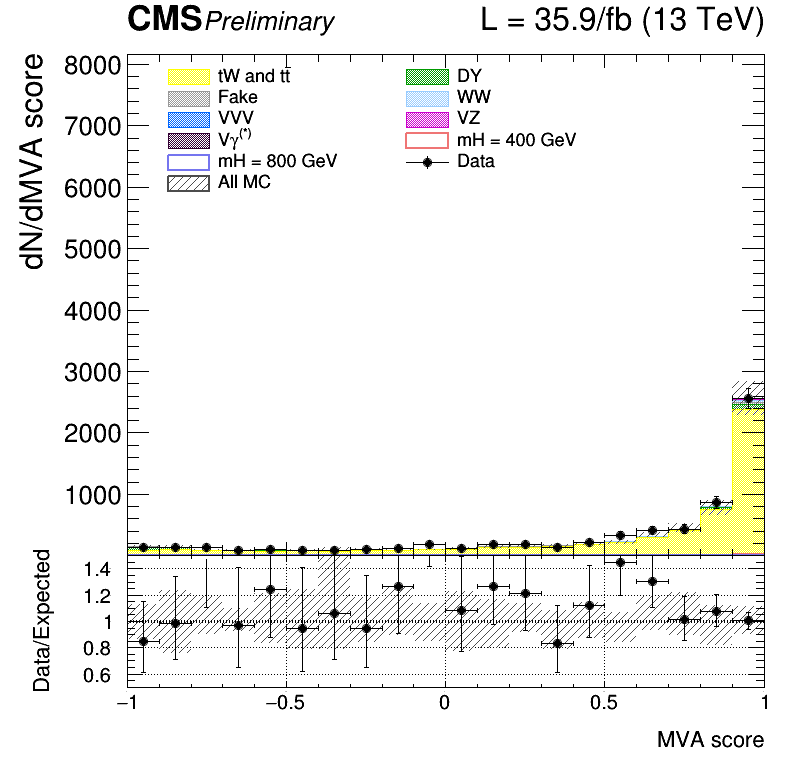 CMS Preliminary L = 35.9/fb (13 TeV)
dN/dMVA score
8000
7000
6000
5000
4000
3000
2000
1000
tW and tt
Fake
VVV
Vγ(*)
mH = 800 GeV
All MC
DY
WW
VZ
mH = 400 GeV
Data
Data/Expected
1.4
1.2
1
0.8
0.6
−1 −0.5 0 0.5 1
MVA score